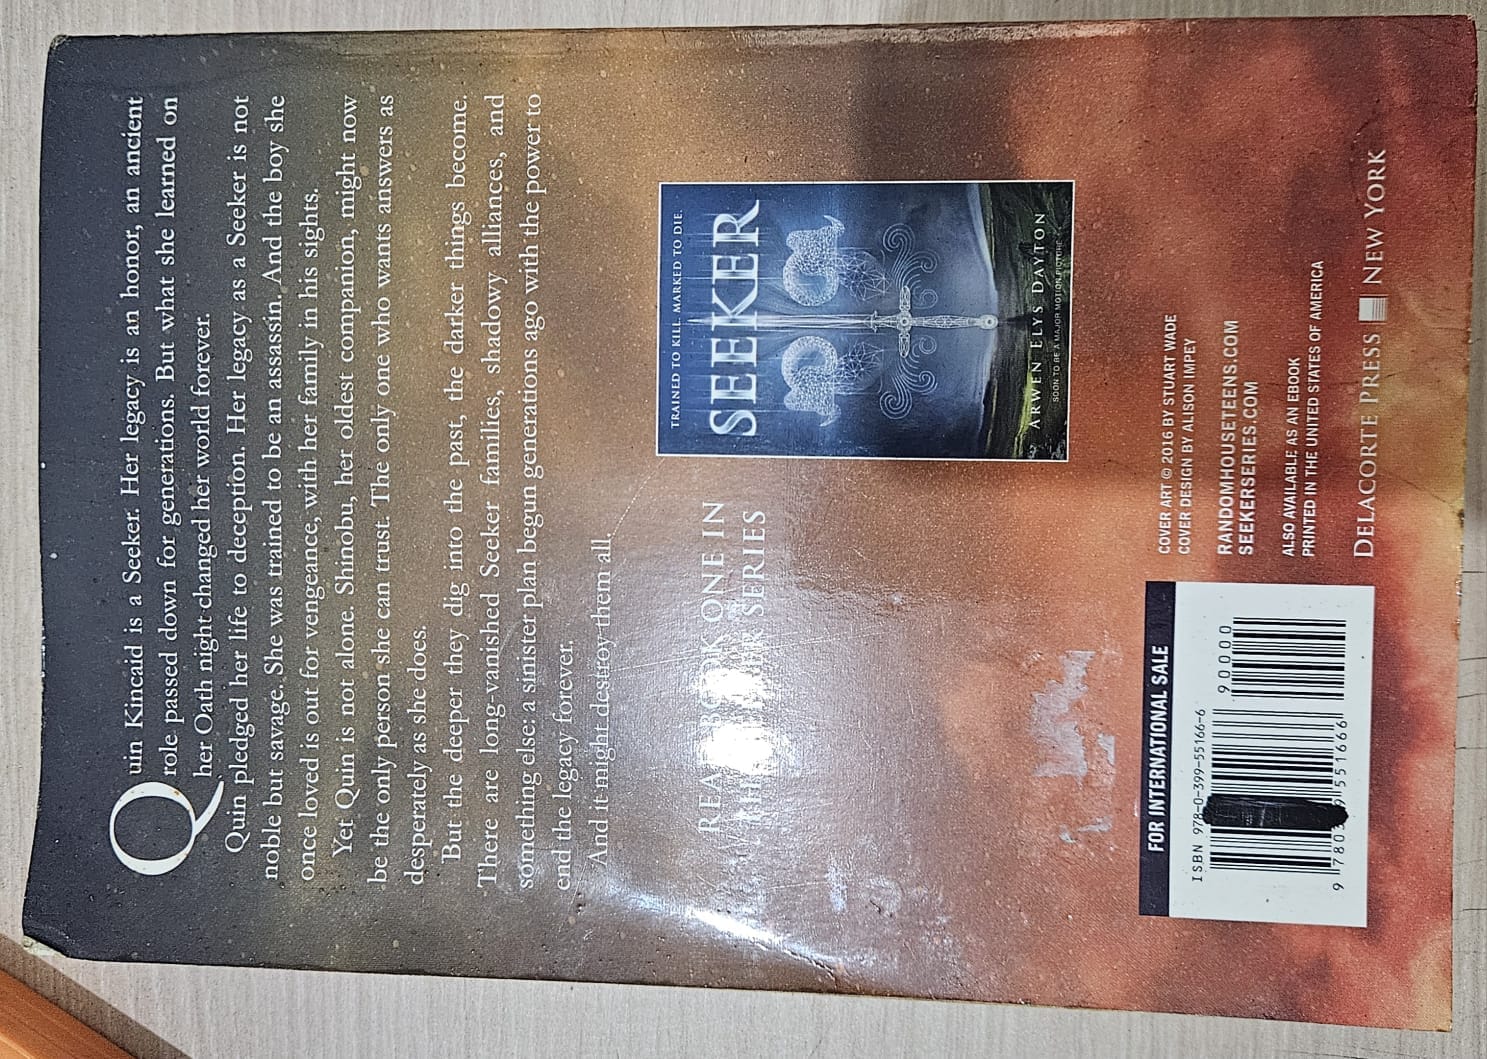 Quin Kincaid is a Seeker. Her legacy is an honor, an ancient
role passed down for generations. But what she learned on
her Oath night changed her world forever.
Quin pledged her life to deception. Her legacy as a Seeker is not
noble but savage. She was trained to be an assassin. And the boy she
once loved is out for vengeance, with her family in his sights.
Yet Quin is not alone. Shinobu, her oldest companion, might now
be the only person she can trust. The only one who wants answers as
desperately as she does.
But the deeper they dig into the past, the darker things become.
There are long-vanished Seeker families, shadowy alliances, and
something else: a sinister plan begun generations ago with the power to
end the legacy forever.
And it might destroy them all.
READ BOOK ONE IN
THE SEEKER SERIES
TRAINED TO KILL. MARKED TO DIE.
SEEKER
ARWEN ELYS DAYTON
SOON TO BE A MAJOR MOTION PICTURE
FOR INTERNATIONAL SALE
ISBN 978-0-399-55166-6
90000
9 780399 551666
COVER ART © 2016 BY STUART WADE
COVER DESIGN BY ALISON IMPEY
RANDOMHOUSETEENS.COM
SEEKERSERIES.COM
ALSO AVAILABLE AS AN EBOOK
PRINTED IN THE UNITED STATES OF AMERICA
DELACORTE PRESS NEW YORK